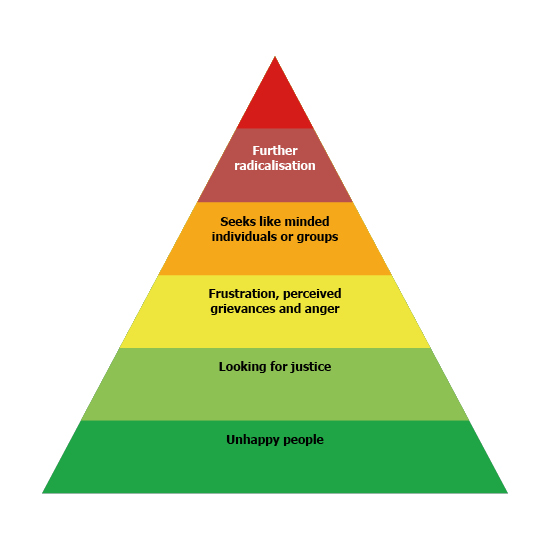 Further
radicalisation
Seeks like minded
individuals or groups
Frustration, perceived
grievances and anger
Looking for justice
Unhappy people